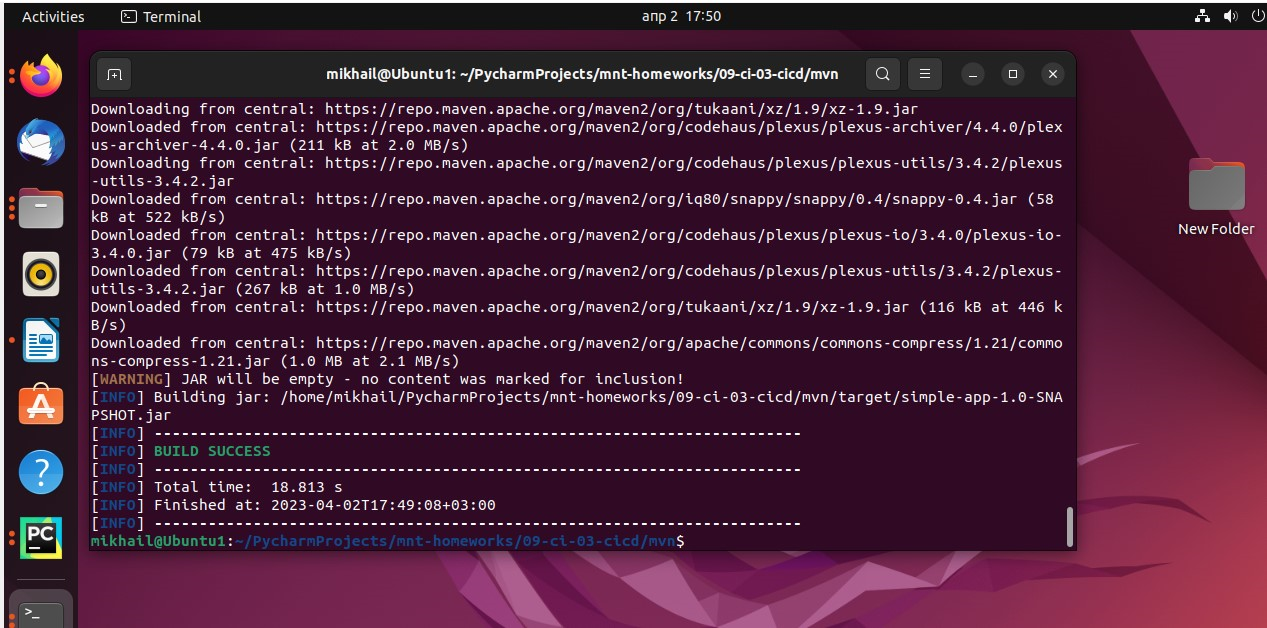 Activities
Terminal
апр 2 17:50
mikhail@Ubuntu1: ~/PycharmProjects/mnt-homeworks/09-ci-03-cicd/mvn
Downloading from central: https://repo.maven.apache.org/maven2/org/tukaani/xz/1.9/xz-1.9.jar
Downloaded from central: https://repo.maven.apache.org/maven2/org/codehaus/plexus/plexus-archiver/4.4.0/plex
us-archiver-4.4.0.jar (211 kB at 2.0 MB/s)
Downloading from central: https://repo.maven.apache.org/maven2/org/codehaus/plexus/plexus-utils/3.4.2/plexus
-utils-3.4.2.jar
Downloaded from central: https://repo.maven.apache.org/maven2/org/iq80/snappy/snappy/0.4/snappy-0.4.jar (58
kB at 522 kB/s)
Downloaded from central: https://repo.maven.apache.org/maven2/org/codehaus/plexus/plexus-io/3.4.0/plexus-io-
3.4.0.jar (79 kB at 475 kB/s)
Downloaded from central: https://repo.maven.apache.org/maven2/org/codehaus/plexus/plexus-utils/3.4.2/plexus-
utils-3.4.2.jar (267 kB at 1.0 MB/s)
Downloaded from central: https://repo.maven.apache.org/maven2/org/tukaani/xz/1.9/xz-1.9.jar (116 kB at 446 k
B/s)
Downloaded from central: https://repo.maven.apache.org/maven2/org/apache/commons/commons-compress/1.21/commo
ns-compress-1.21.jar (1.0 MB at 2.1 MB/s)
[WARNING] JAR will be empty - no content was marked for inclusion!
[INFO] Building jar: /home/mikhail/PycharmProjects/mnt-homeworks/09-ci-03-cicd/mvn/target/simple-app-1.0-SNA
PSHOT.jar
[INFO] ------------------------------------------------------------------------
[INFO] BUILD SUCCESS
[INFO] ------------------------------------------------------------------------
[INFO] Total time:  18.813 s
[INFO] Finished at: 2023-04-02T17:49:08+03:00
[INFO] ------------------------------------------------------------------------
mikhail@Ubuntu1:~/PycharmProjects/mnt-homeworks/09-ci-03-cicd/mvn$
New Folder
PC